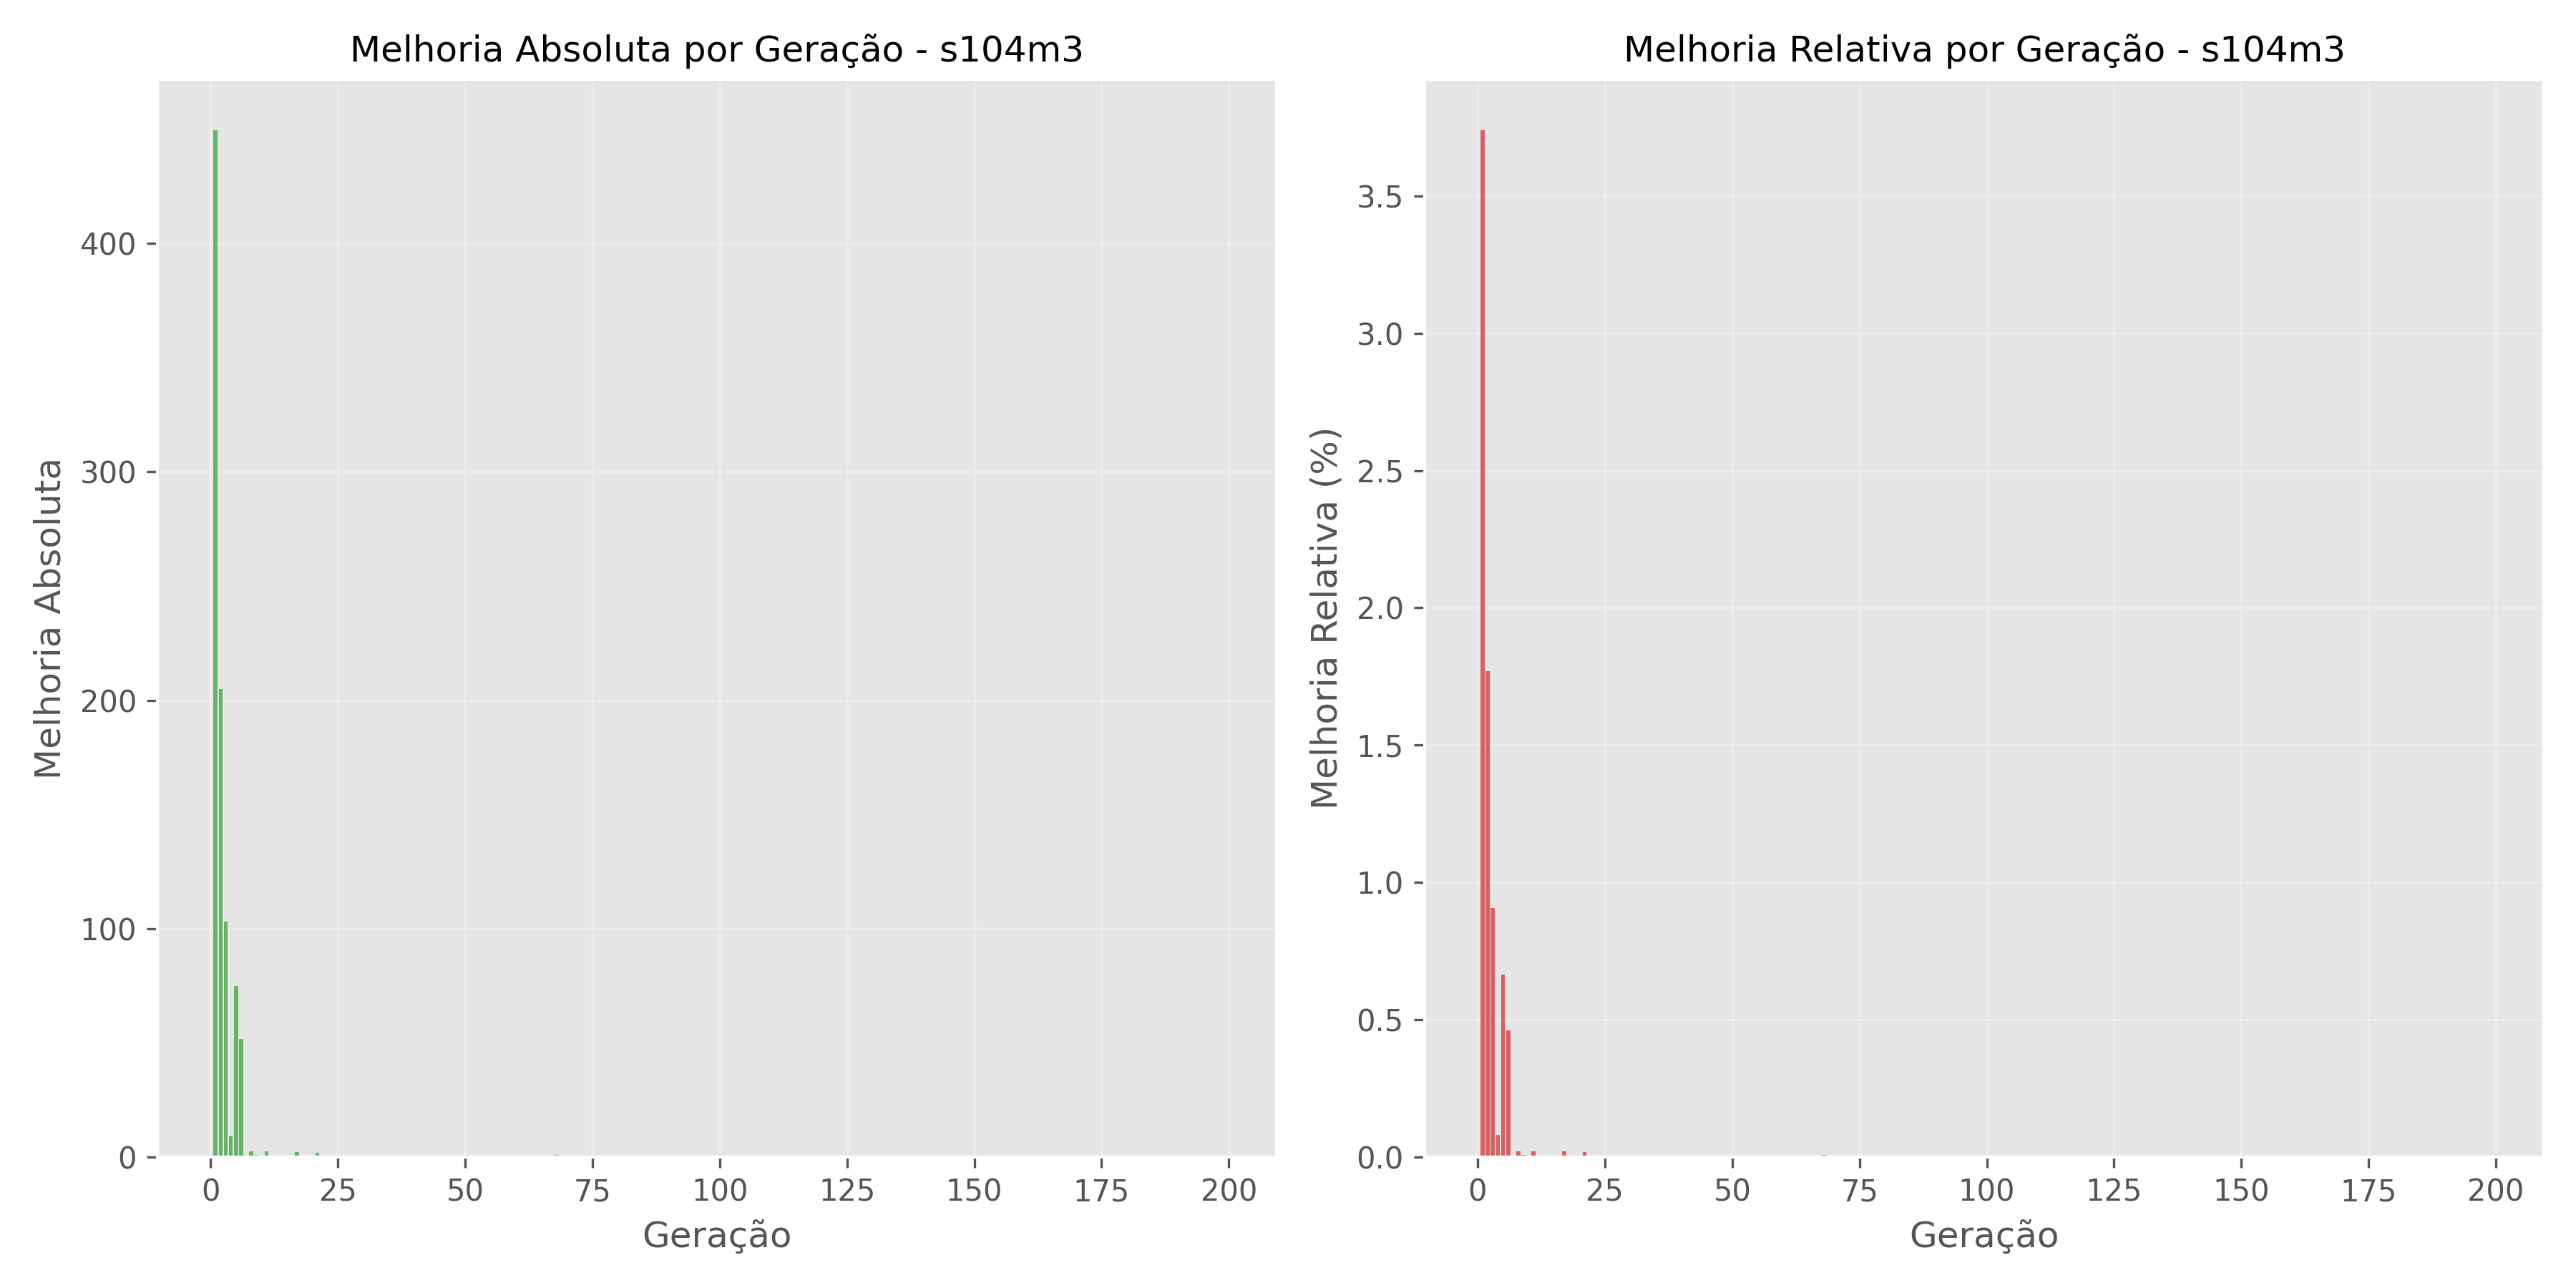 Melhoria Absoluta por Geração - s104m3
Melhoria Absoluta
400
300
200
100
0
0 25 50 75 100 125 150 175 200
Geração
Melhoria Relativa por Geração - s104m3
Melhoria Relativa (%)
3.5
3.0
2.5
2.0
1.5
1.0
0.5
0.0
0 25 50 75 100 125 150 175 200
Geração